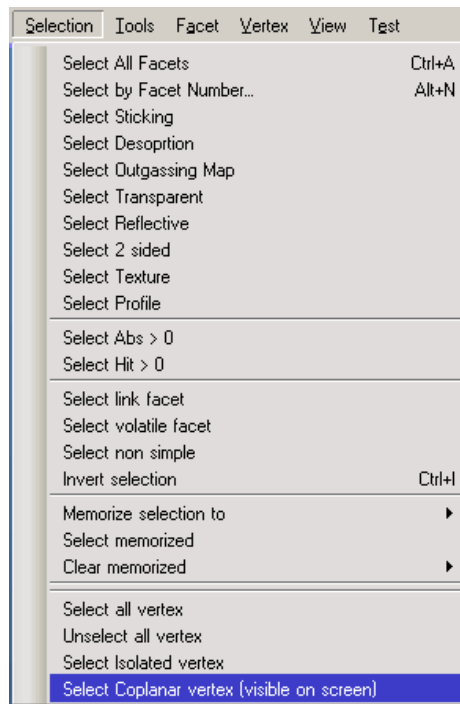 Selection Tools Facet Vertex View Test
Select All Facets Ctrl+A
Select by Facet Number... Alt+N
Select Sticking
Select Desoprtion
Select Outgassing Map
Select Transparent
Select Reflective
Select 2 sided
Select Texture
Select Profile
Select Abs > 0
Select Hit > 0
Select link facet
Select volatile facet
Select non simple
Invert selection Ctrl+I
Memorize selection to
Select memorized
Clear memorized
Select all vertex
Unselect all vertex
Select Isolated vertex
Select Coplanar vertex (visible on screen)